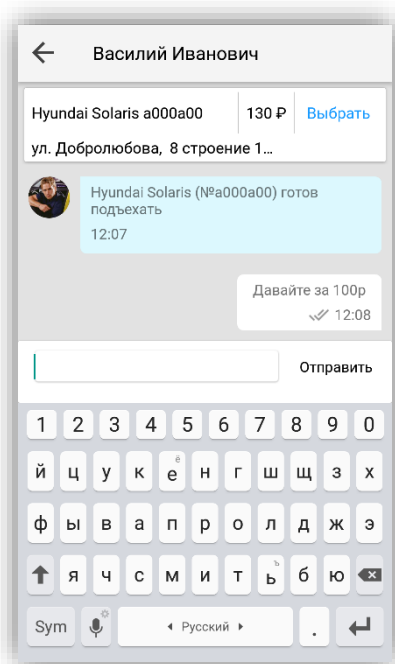 Василий Иванович
Hyundai Solaris а000а00 130 ₽ Выбрать
ул. Добролюбова, 8 строение 1...
Hyundai Solaris (№а000а00) готов
подъехать
12:07
Давайте за 100р
12:08
Отправить
1 2 3 4 5 6 7 8 9 0
й ц у к е ё н г ш щ з х
ф ы в а п р о л д ж э
я ч с м и т ь ъ б ю
Sym Русский .